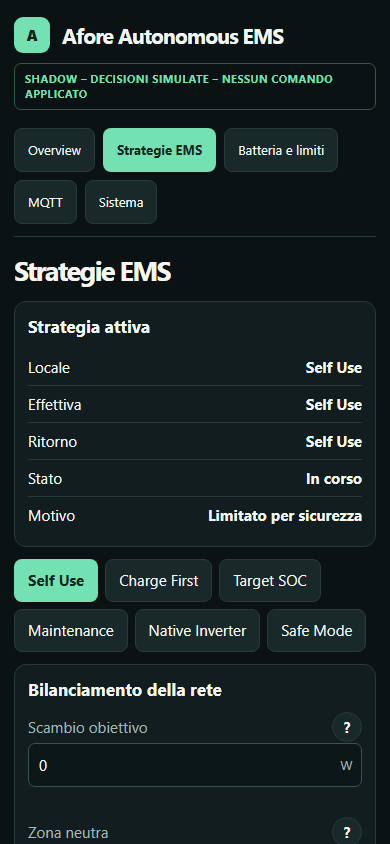 A
Afore Autonomous EMS
SHADOW – DECISIONI SIMULATE – NESSUN COMANDO
APPLICATO
Overview
Strategie EMS
Batteria e limiti
MQTT
Sistema
Strategie EMS
Strategia attiva
Locale Self Use
Effettiva Self Use
Ritorno Self Use
Stato In corso
Motivo Limitato per sicurezza
Self Use
Charge First
Target SOC
Maintenance
Native Inverter
Safe Mode
Bilanciamento della rete
Scambio obiettivo ?
0 W
Zona neutra ?